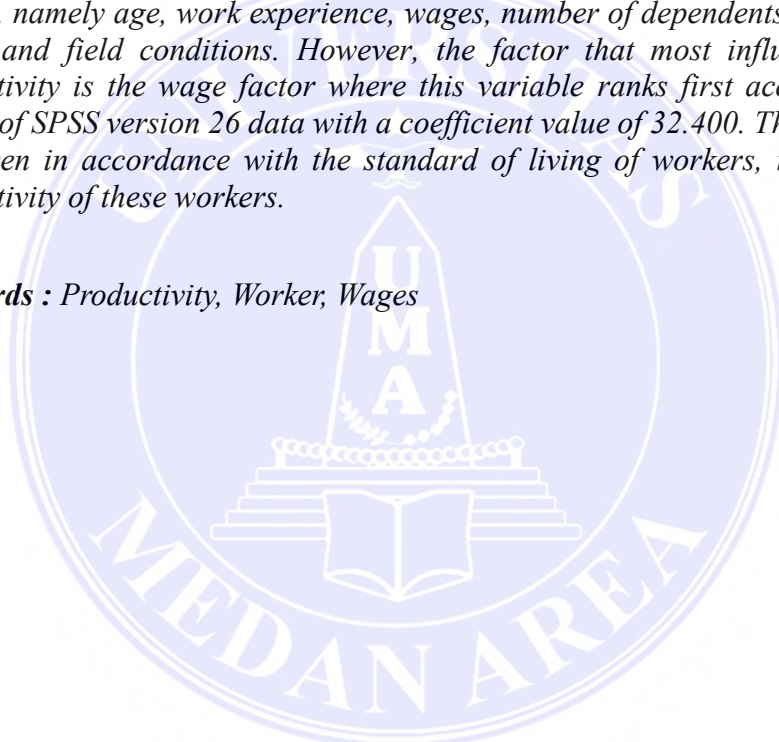 , namely age, work experience, wages, number of dependents
and field conditions. However, the factor that most influ
tivity is the wage factor where this variable ranks first acc
of SPSS version 26 data with a coefficient value of 32.400. Th
en in accordance with the standard of living of workers, i
tivity of these workers.
rds : Productivity, Worker, Wages
UNIVERSITAS
U
M
A
MEDAN AREA